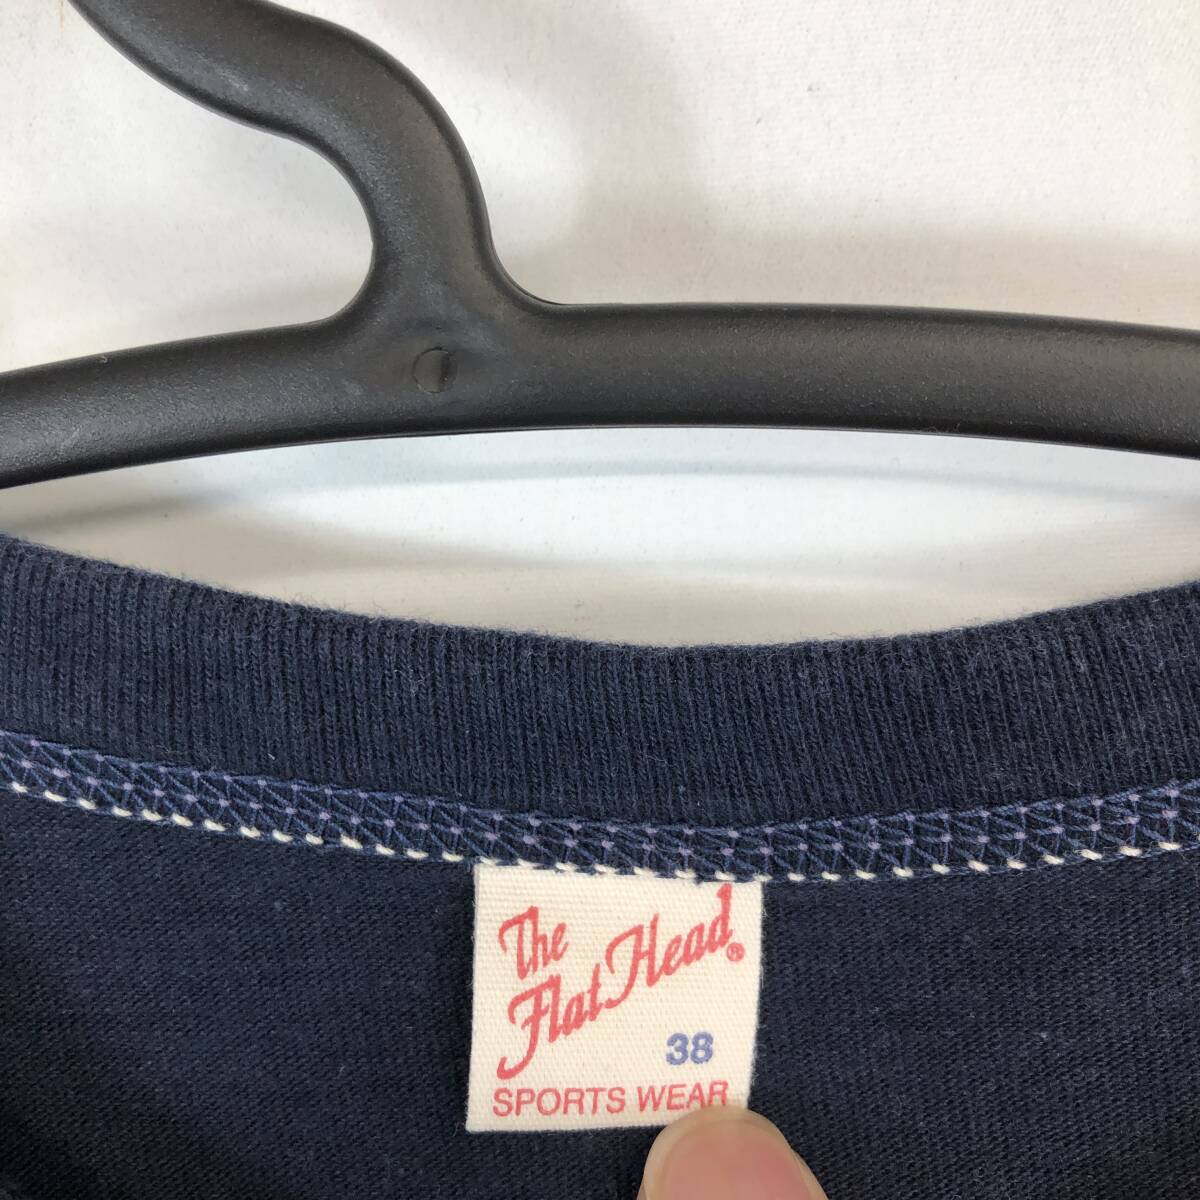 The
Flat Head®
38
SPORTS WEAR